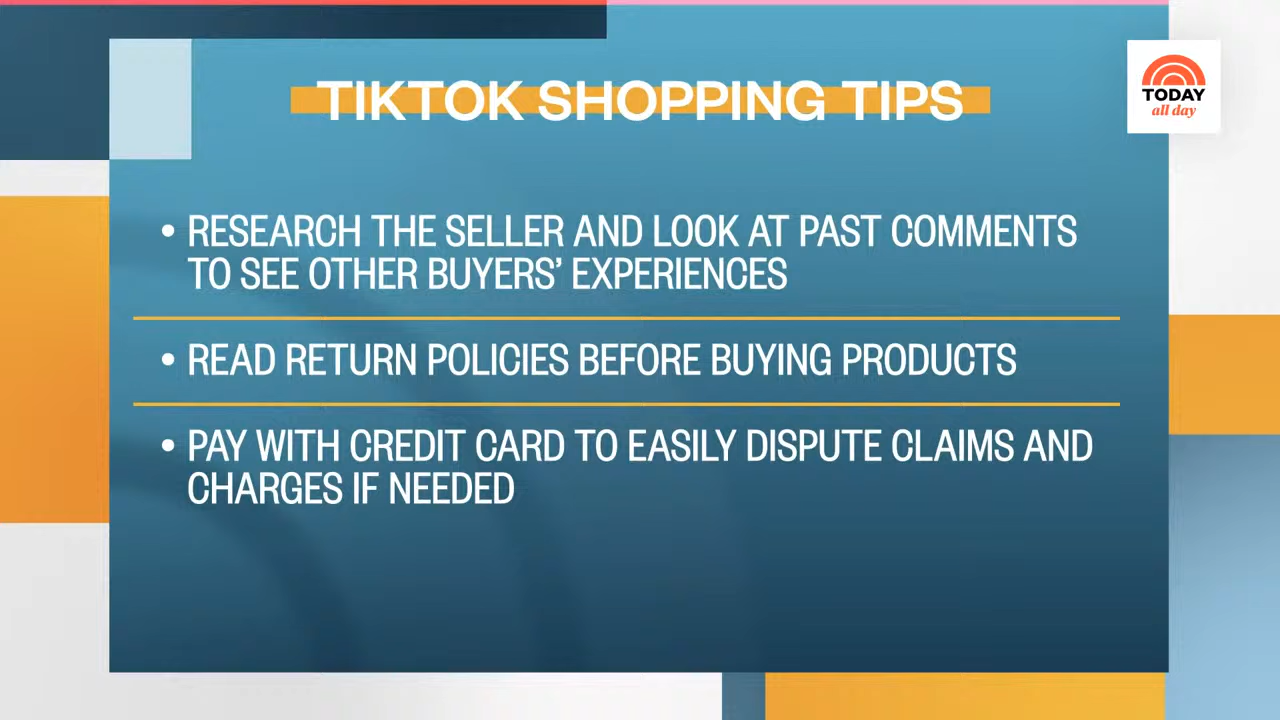 TIKTOK SHOPPING TIPS
TODAY
all day
• RESEARCH THE SELLER AND LOOK AT PAST COMMENTS
TO SEE OTHER BUYERS’ EXPERIENCES
• READ RETURN POLICIES BEFORE BUYING PRODUCTS
• PAY WITH CREDIT CARD TO EASILY DISPUTE CLAIMS AND
CHARGES IF NEEDED